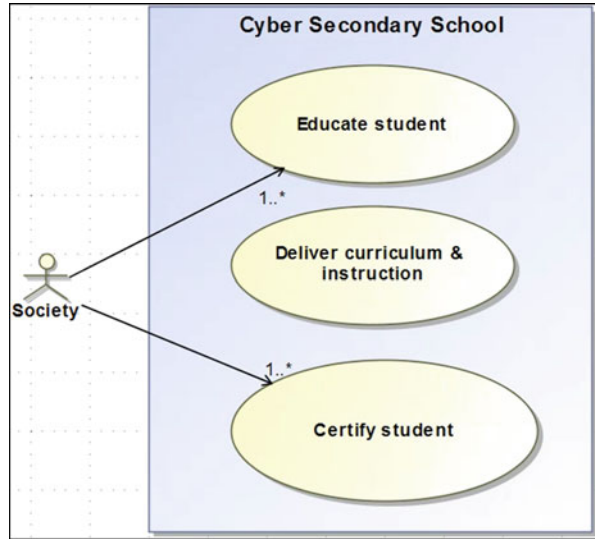 Cyber Secondary School
Educate student
1..*
Deliver curriculum &
instruction
Society
1..*
Certify student